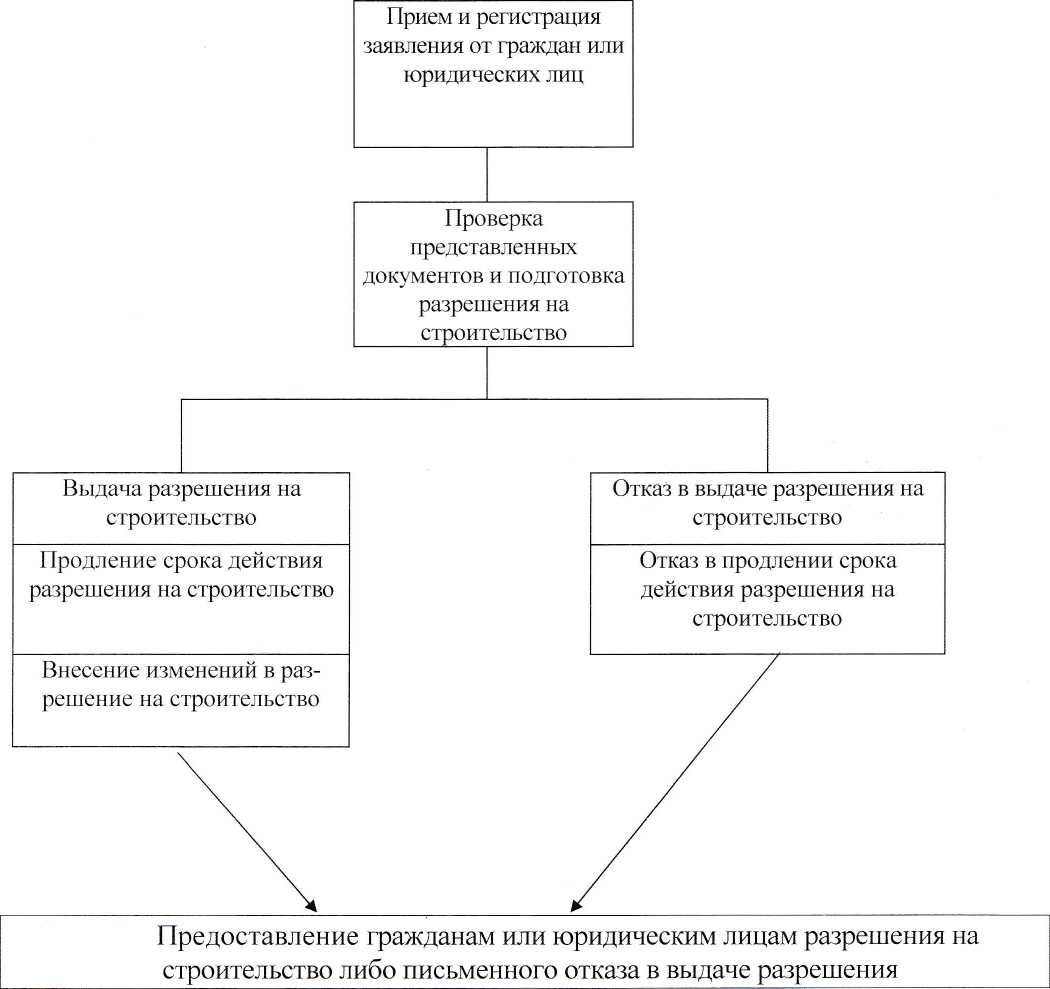 Прием и регистрация
заявления от граждан или
юридических лиц
Проверка
представленных
документов и подготовка
разрешения на
строительство
Выдача разрешения на
строительство
Продление срока действия
разрешения на строительство
Внесение изменений в раз-
решение на строительство
Отказ в выдаче разрешения на
строительство
Отказ в продлении срока
действия разрешения на
строительство
Предоставление гражданам или юридическим лицам разрешения на
строительство либо письменного отказа в выдаче разрешения